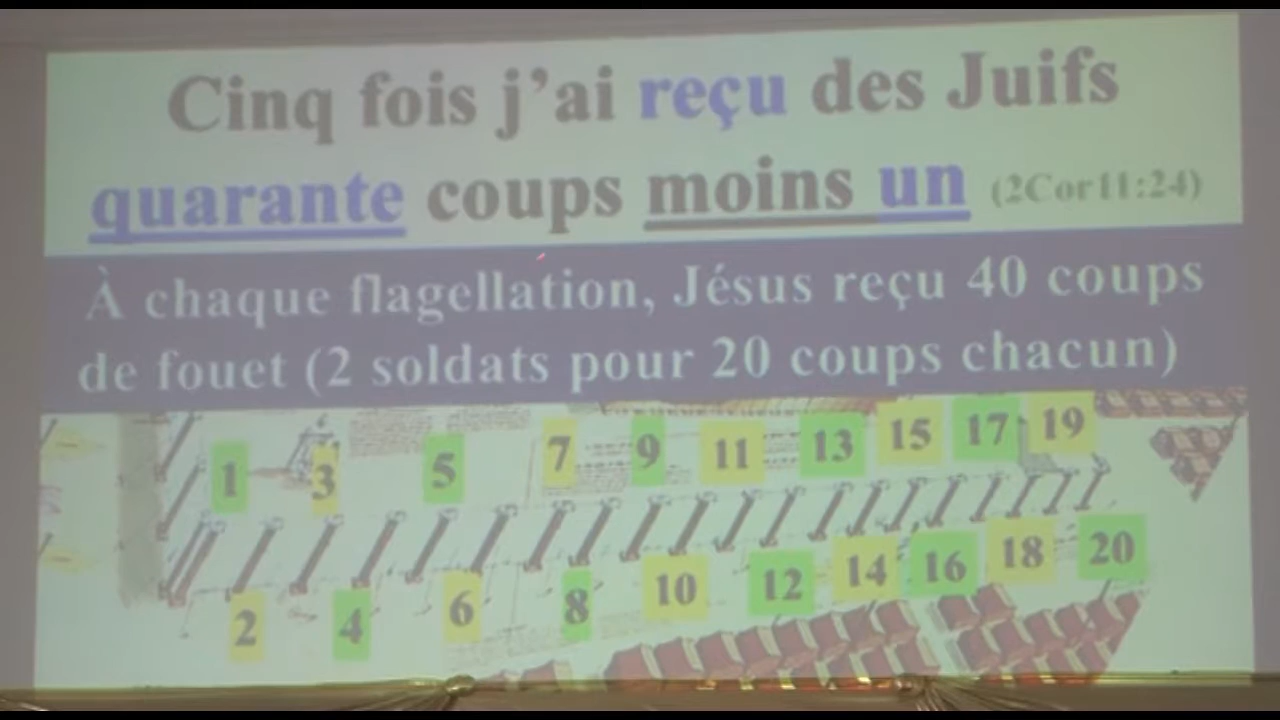 Cinq fois j'ai reçu des Juifs
quarante coups moins un (2Cor11:24)
À chaque flagellation, Jésus reçu 40 coups
de fouet (2 soldats pour 20 coups chacun)
1 3 5 7 9 11 13 15 17 19
2 4 6 8 10 12 14 16 18 20